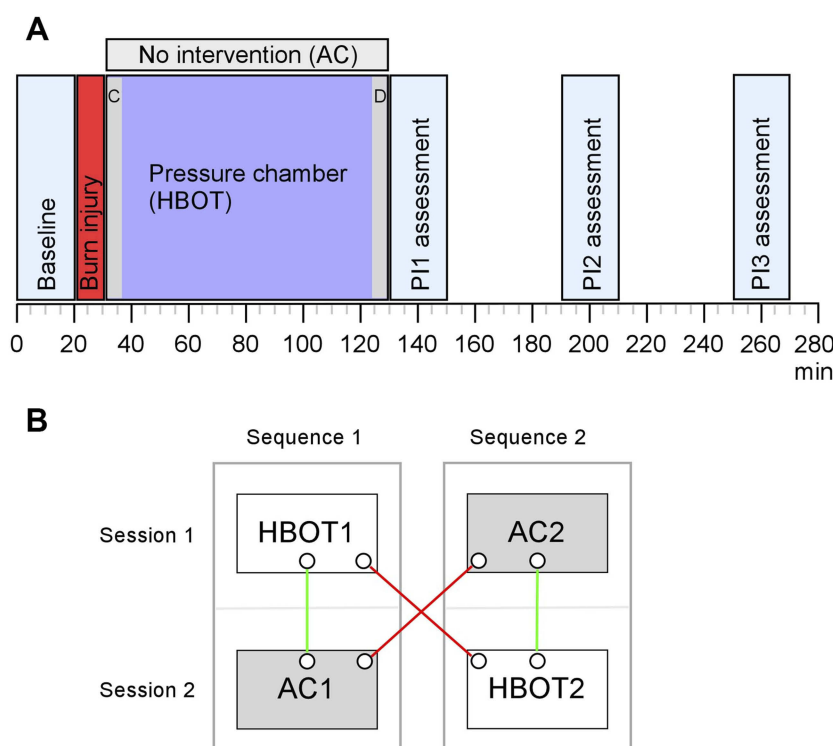 A
No intervention (AC)
C
D
Baseline
Burn injury
Pressure chamber
(HBOT)
PI1 assessment
PI2 assessment
PI3 assessment
0 20 40 60 80 100 120 140 160 180 200 220 240 260 280
min
B
Sequence 1 Sequence 2
Session 1
HBOT1 AC2
Session 2
AC1 HBOT2